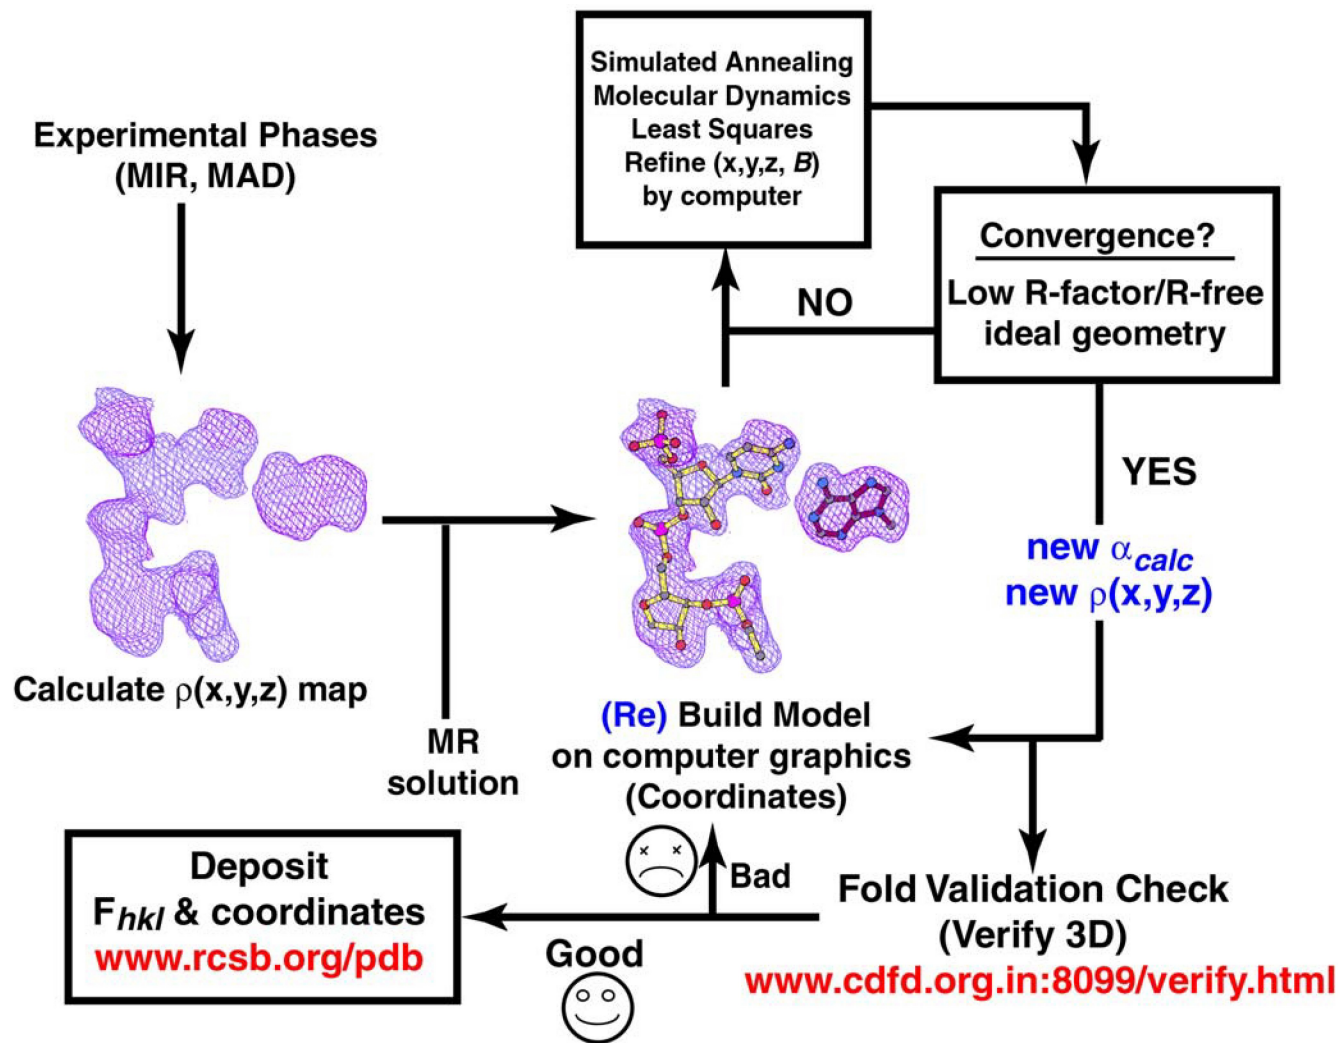 Experimental Phases
(MIR, MAD)
Simulated Annealing
Molecular Dynamics
Least Squares
Refine (x,y,z, B)
by computer
Convergence?
Low R-factor/R-free
ideal geometry
NO
YES
new αcalc
new ρ(x,y,z)
Calculate ρ(x,y,z) map
MR
solution
(Re) Build Model
on computer graphics
(Coordinates)
Bad
Good
Fold Validation Check
(Verify 3D)
www.cdfd.org.in:8099/verify.html
Deposit
Fhkl & coordinates
www.rcsb.org/pdb